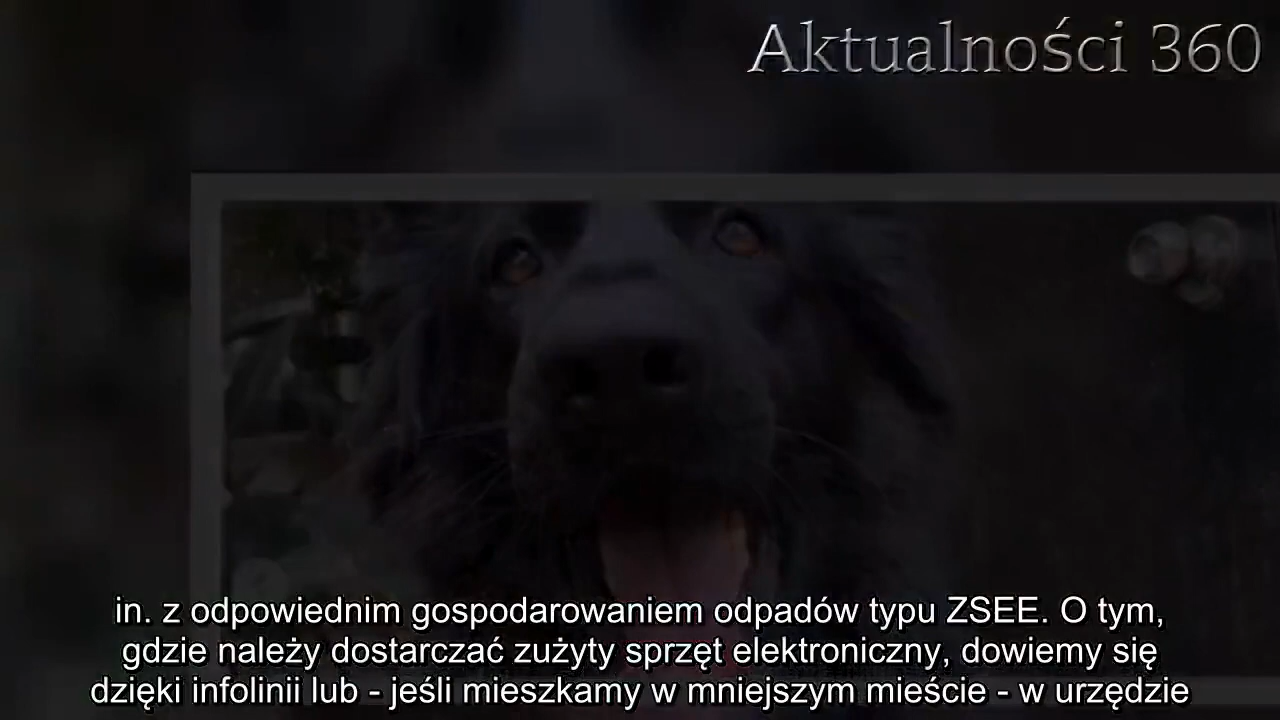 Aktualności 360
in. z odpowiednim gospodarowaniem odpadów typu ZSEE. O tym,
gdzie należy dostarczać zużyty sprzęt elektroniczny, dowiemy się
dzięki infolinii lub - jeśli mieszkamy w mniejszym mieście - w urzędzie